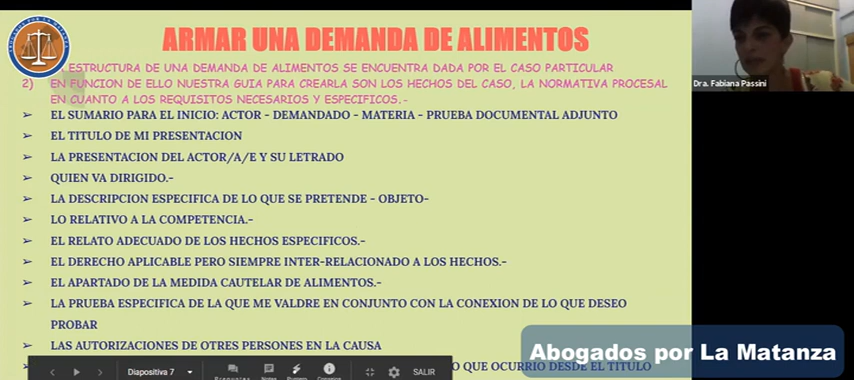 ABOGADOS POR LA MATANZA
ARMAR UNA DEMANDA DE ALIMENTOS
ESTRUCTURA DE UNA DEMANDA DE ALIMENTOS SE ENCUENTRA DADA POR EL CASO PARTICULAR
2) EN FUNCION DE ELLO NUESTRA GUIA PARA CREARLA SON LOS HECHOS DEL CASO, LA NORMATIVA PROCESAL
EN CUANTO A LOS REQUISITOS NECESARIOS Y ESPECIFICOS.-
➢ EL SUMARIO PARA EL INICIO: ACTOR - DEMANDADO - MATERIA - PRUEBA DOCUMENTAL ADJUNTO
➢ EL TITULO DE MI PRESENTACION
➢ LA PRESENTACION DEL ACTOR/A/E Y SU LETRADO
➢ QUIEN VA DIRIGIDO.-
➢ LA DESCRIPCION ESPECIFICA DE LO QUE SE PRETENDE - OBJETO-
➢ LO RELATIVO A LA COMPETENCIA.-
➢ EL RELATO ADECUADO DE LOS HECHOS ESPECIFICOS.-
➢ EL DERECHO APLICABLE PERO SIEMPRE INTER-RELACIONADO A LOS HECHOS.-
➢ EL APARTADO DE LA MEDIDA CAUTELAR DE ALIMENTOS.-
➢ LA PRUEBA ESPECIFICA DE LA QUE ME VALDRE EN CONJUNTO CON LA CONEXION DE LO QUE DESEO
PROBAR
➢ LAS AUTORIZACIONES DE OTRES PERSONES EN LA CAUSA
➢ O QUE OCURRIO DESDE EL TITULO
Diapositiva 7
Preguntas
Notas
Puntero
Consejos
SALIR
Dra. Fabiana Passini
Abogados por La Matanza